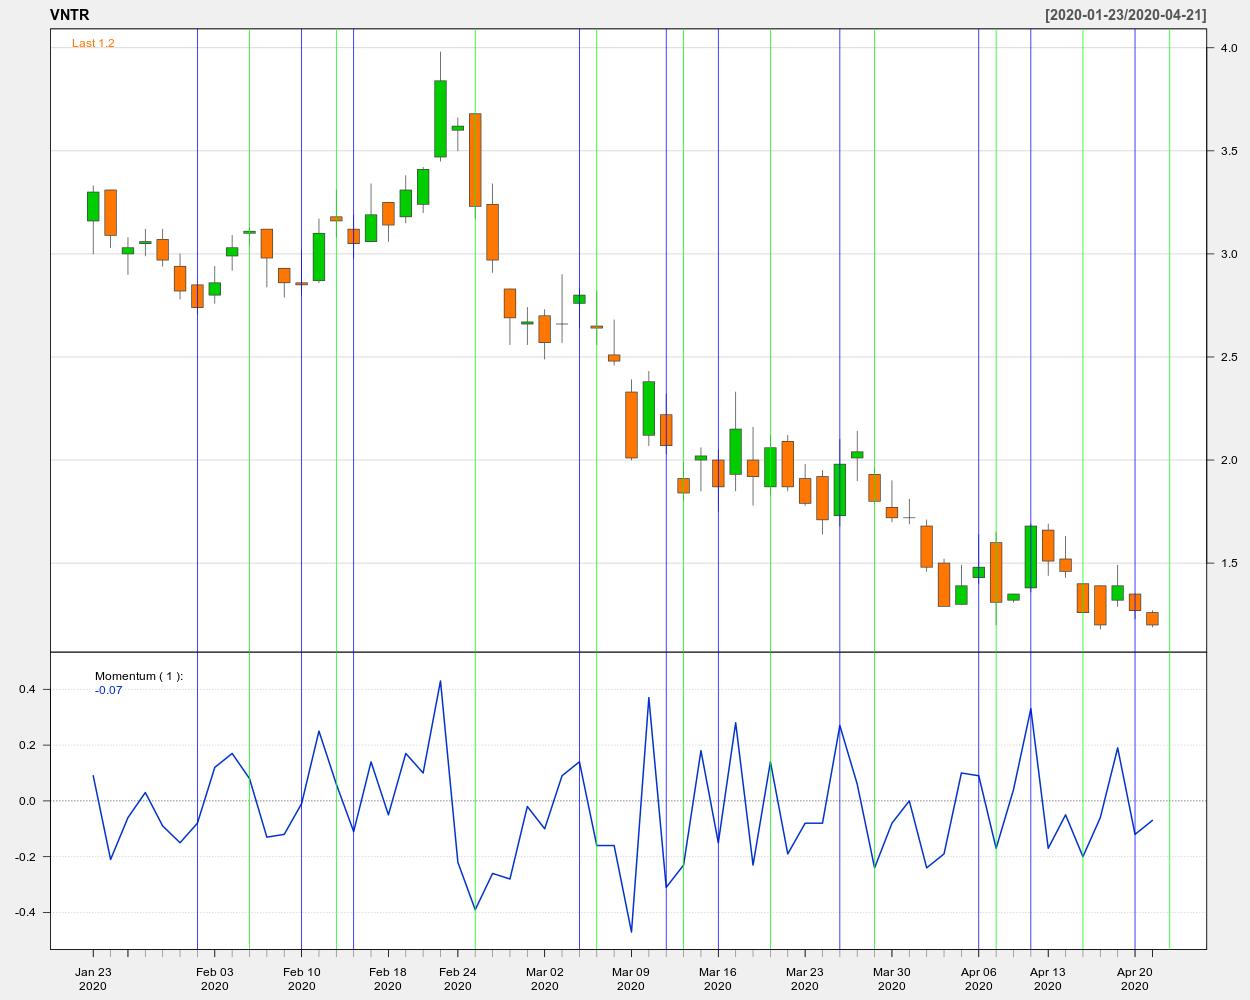 VNTR [2020-01-23/2020-04-21]
Last 1.2
4.0
3.5
3.0
2.5
2.0
1.5
Momentum ( 1 ):
-0.07
0.4
0.2
0.0
-0.2
-0.4
Jan 23 Feb 03 Feb 10 Feb 18 Feb 24 Mar 02 Mar 09 Mar 16 Mar 23 Mar 30 Apr 06 Apr 13 Apr 20
2020 2020 2020 2020 2020 2020 2020 2020 2020 2020 2020 2020 2020